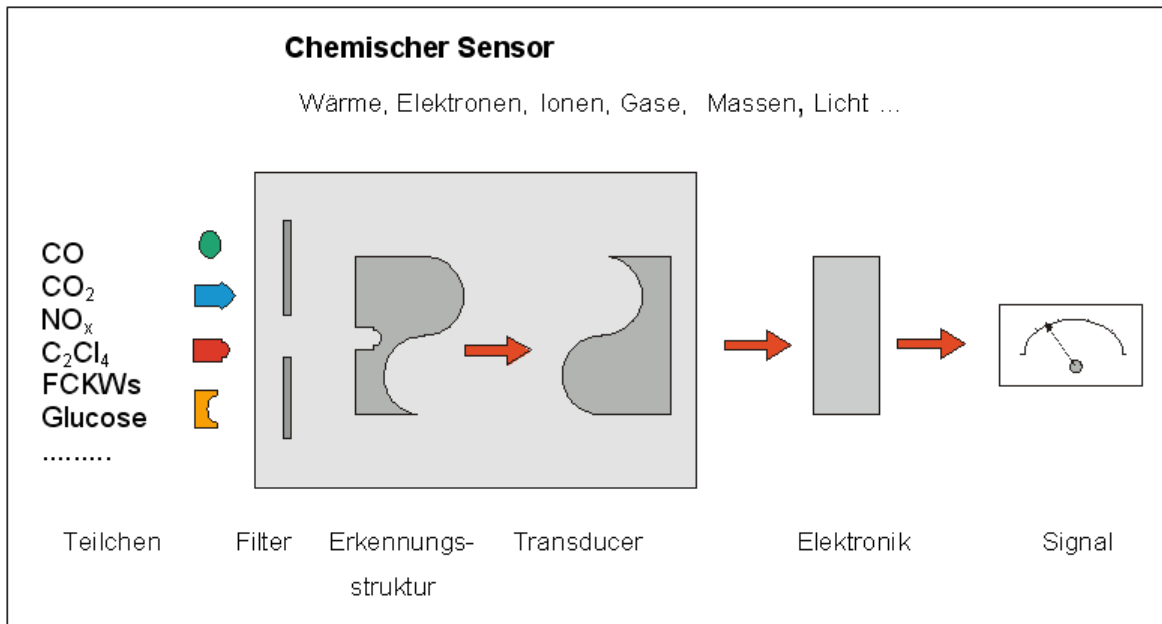 Chemischer Sensor
Wärme, Elektronen, Ionen, Gase, Massen, Licht ...
CO
CO₂
NOₓ
C₂Cl₄
FCKWs
Glucose
.........
Teilchen Filter Erkennungs- Transducer Elektronik Signal
struktur